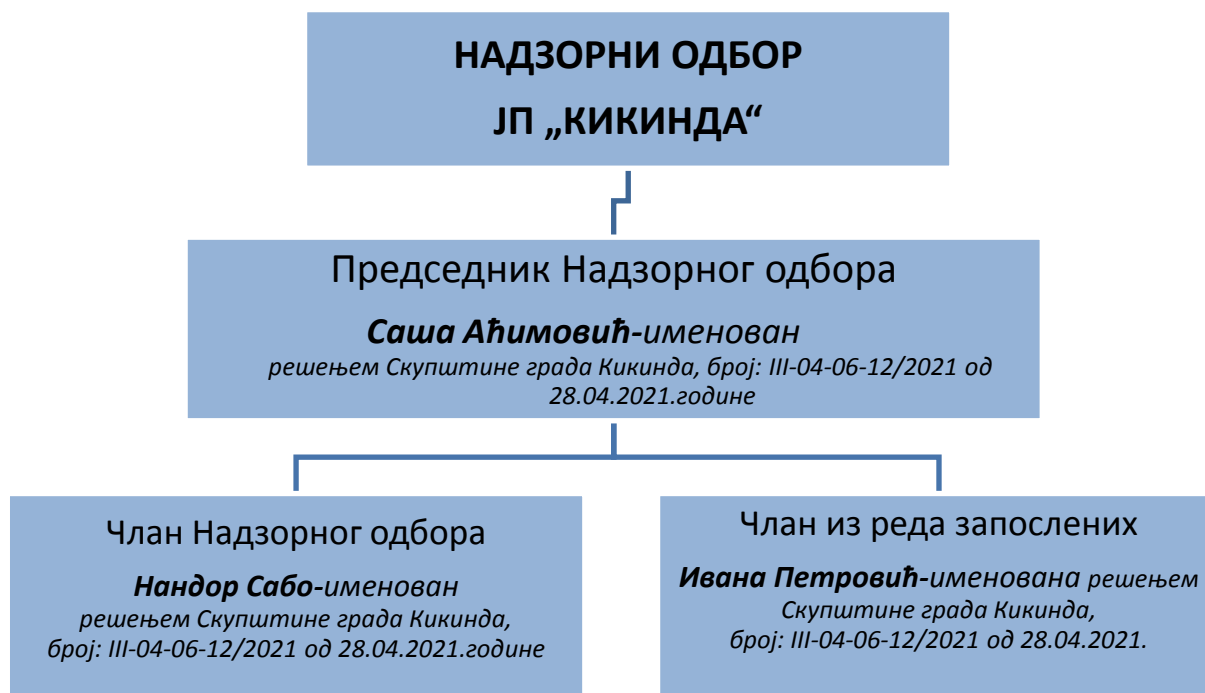 НАДЗОРНИ ОДБОР
ЈП „КИКИНДА“
Председник Надзорног одбора
Саша Аћимовић-именован
решењем Скупштине града Кикинда, број: III-04-06-12/2021 од
28.04.2021.године
Члан Надзорног одбора
Нандор Сабо-именован
решењем Скупштине града Кикинда,
број: III-04-06-12/2021 од 28.04.2021.године
Члан из реда запослених
Ивана Петровић-именована решењем
Скупштине града Кикинда,
број: III-04-06-12/2021 од 28.04.2021.